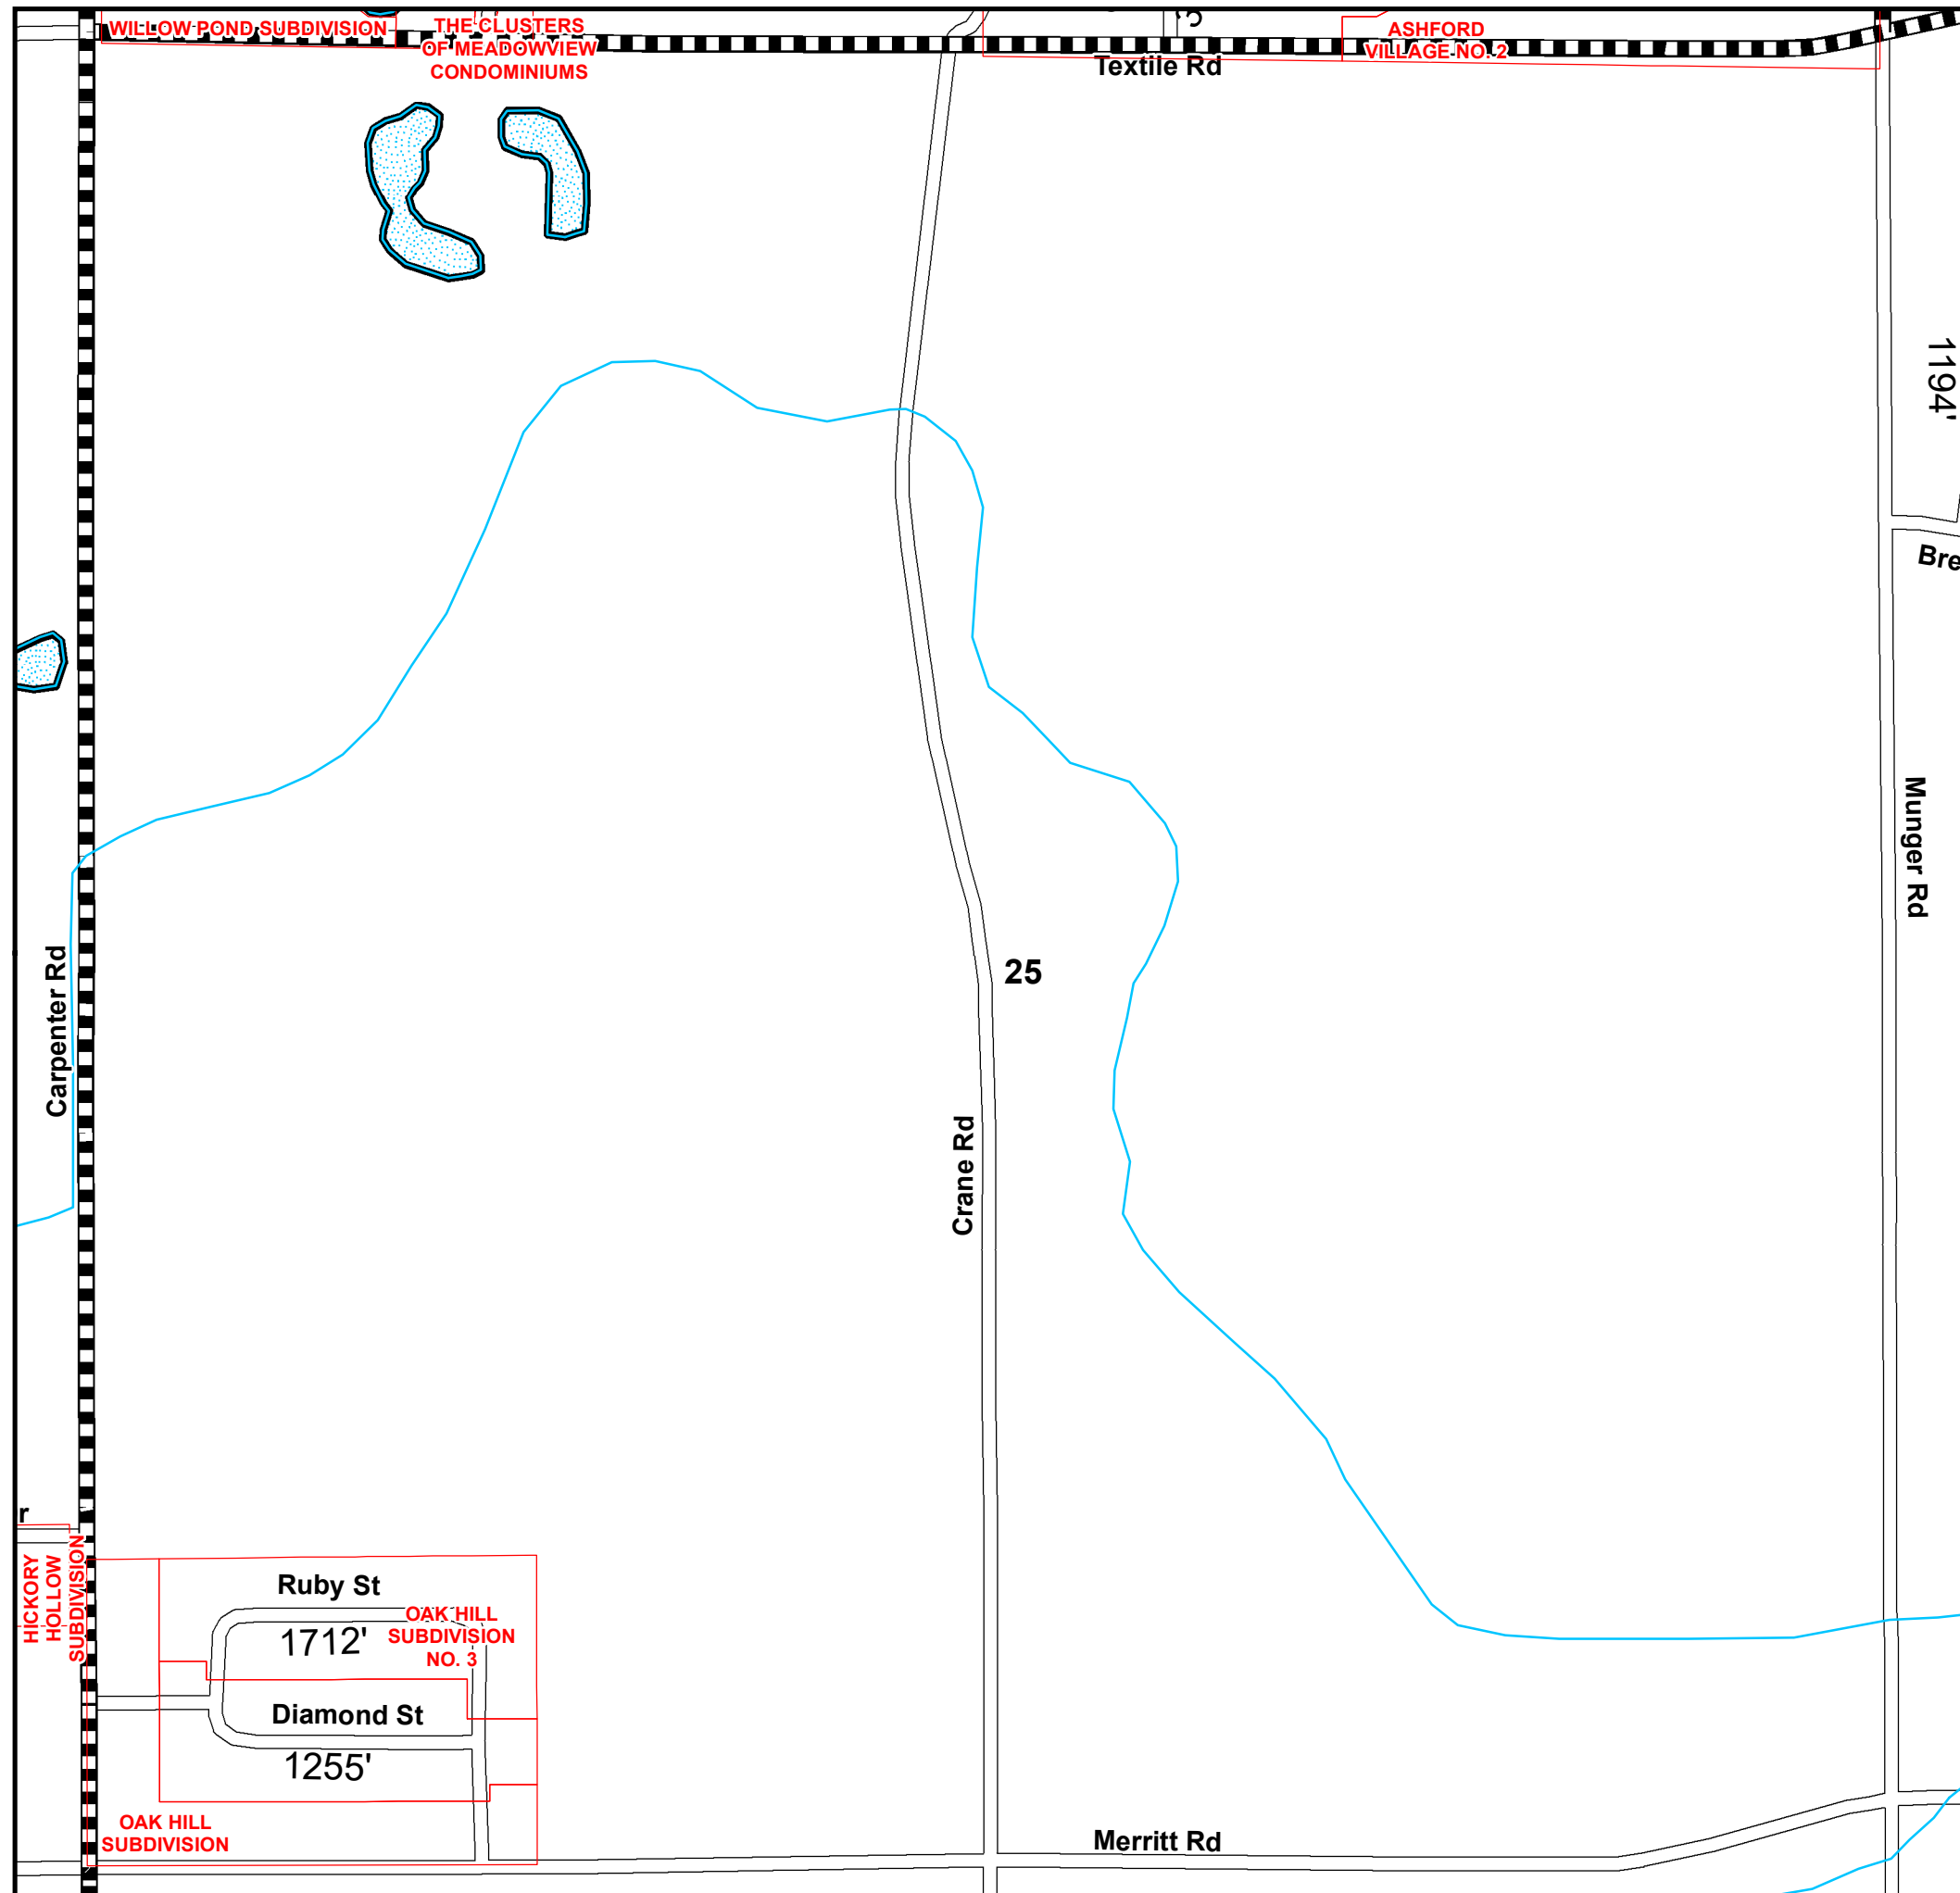 WILLOW POND SUBDIVISION
THE CLUSTERS
OF MEADOWVIEW
CONDOMINIUMS
ASHFORD
VILLAGE NO. 2
Textile Rd
1194'
Bre
Munger Rd
Carpenter Rd
25
Crane Rd
r
HICKORY
HOLLOW
SUBDIVISION
Ruby St
1712'
OAK HILL
SUBDIVISION
NO. 3
Diamond St
1255'
OAK HILL
SUBDIVISION
Merritt Rd